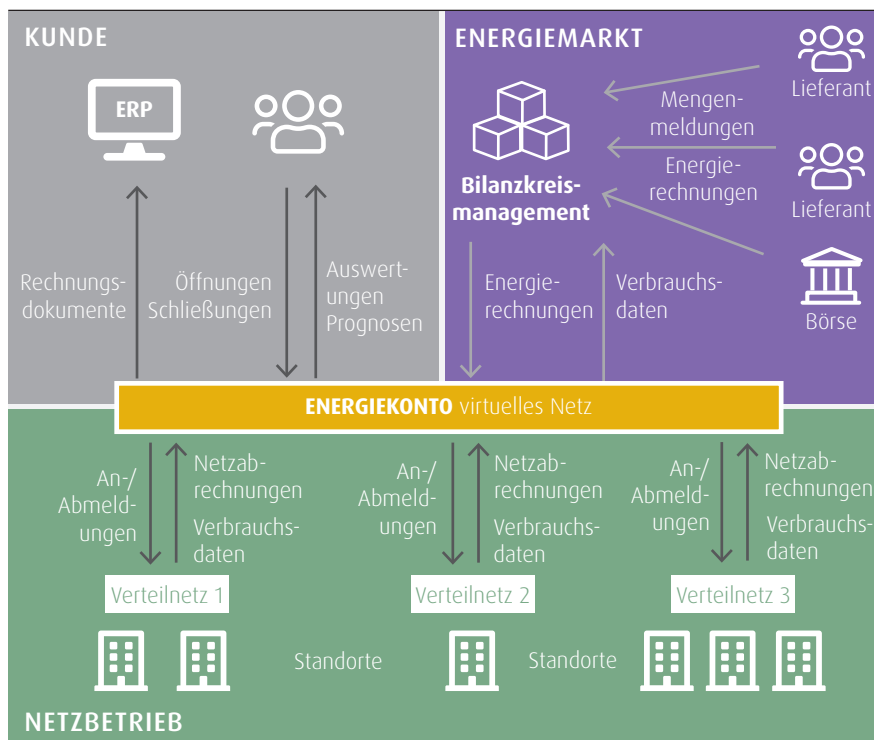 KUNDE
ERP
Rechnungs-
dokumente
Öffnungen
Schließungen
Auswert-
ungen
Prognosen
ENERGIEMARKT
Lieferant
Mengen-
meldungen
Energie-
rechnungen
Lieferant
Bilanzkreis-
management
Energie-
rechnungen
Verbrauchs-
daten
Börse
ENERGIEKONTO virtuelles Netz
An-/
Abmeld-
ungen
Netzab-
rechnungen
Verbrauchs-
daten
An-/
Abmeld-
ungen
Netzab-
rechnungen
Verbrauchs-
daten
An-/
Abmeld-
ungen
Netzab-
rechnungen
Verbrauchs-
daten
Verteilnetz 1
Verteilnetz 2
Verteilnetz 3
Standorte
Standorte
NETZBETRIEB